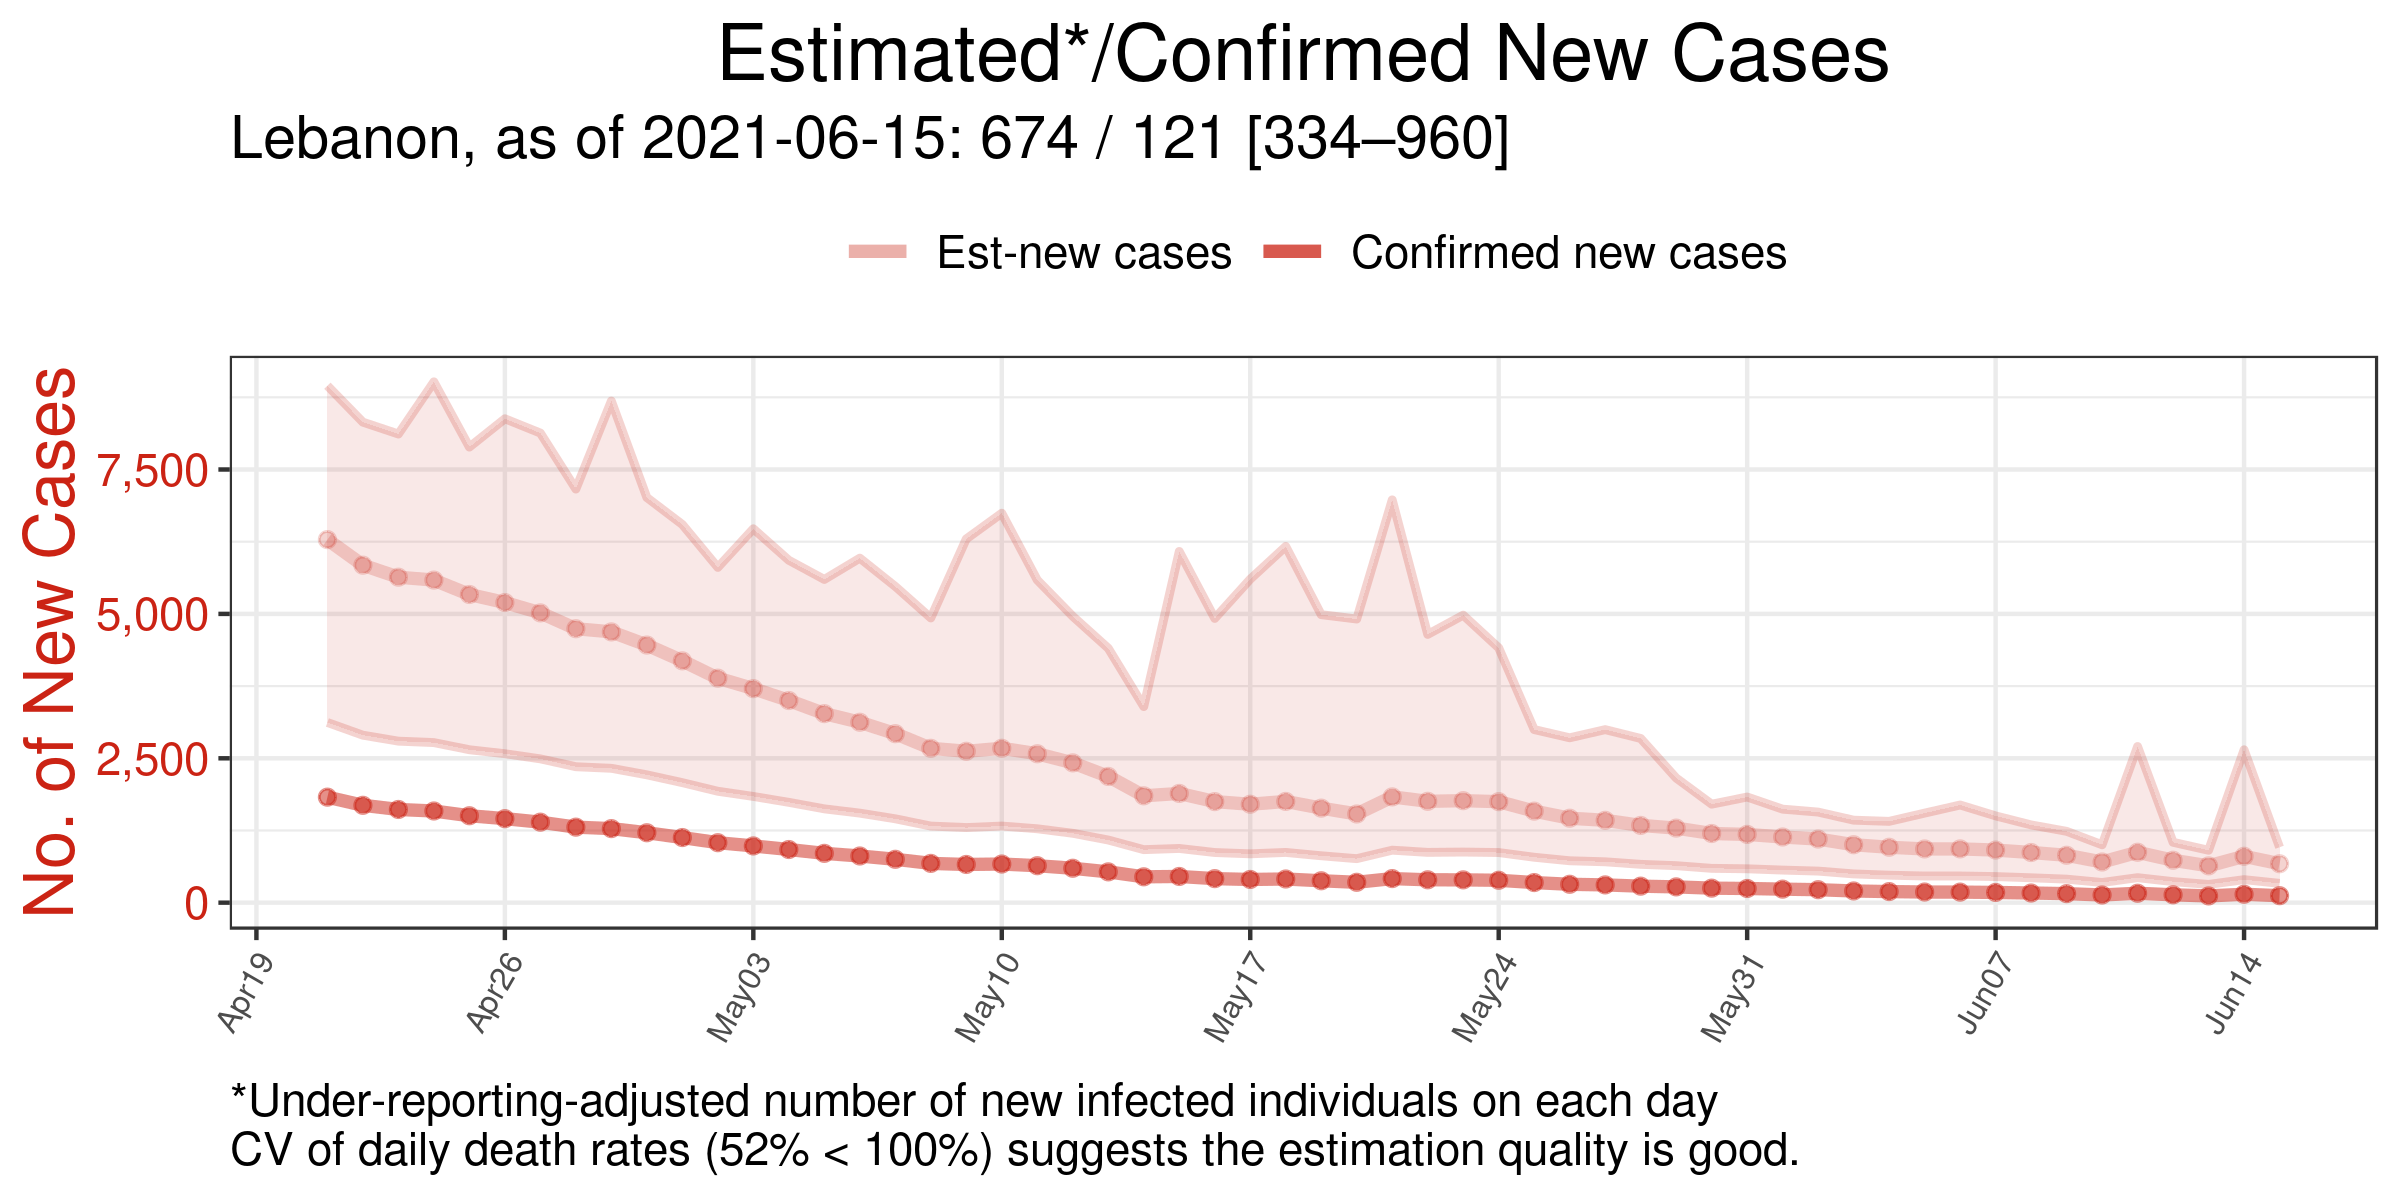 Estimated*/Confirmed New Cases
Lebanon, as of 2021-06-15: 674 / 121 [334–960]
Est-new cases Confirmed new cases
No. of New Cases
7,500
5,000
2,500
0
Apr19 Apr26 May03 May10 May17 May24 May31 Jun07 Jun14
*Under-reporting-adjusted number of new infected individuals on each day
CV of daily death rates (52% < 100%) suggests the estimation quality is good.